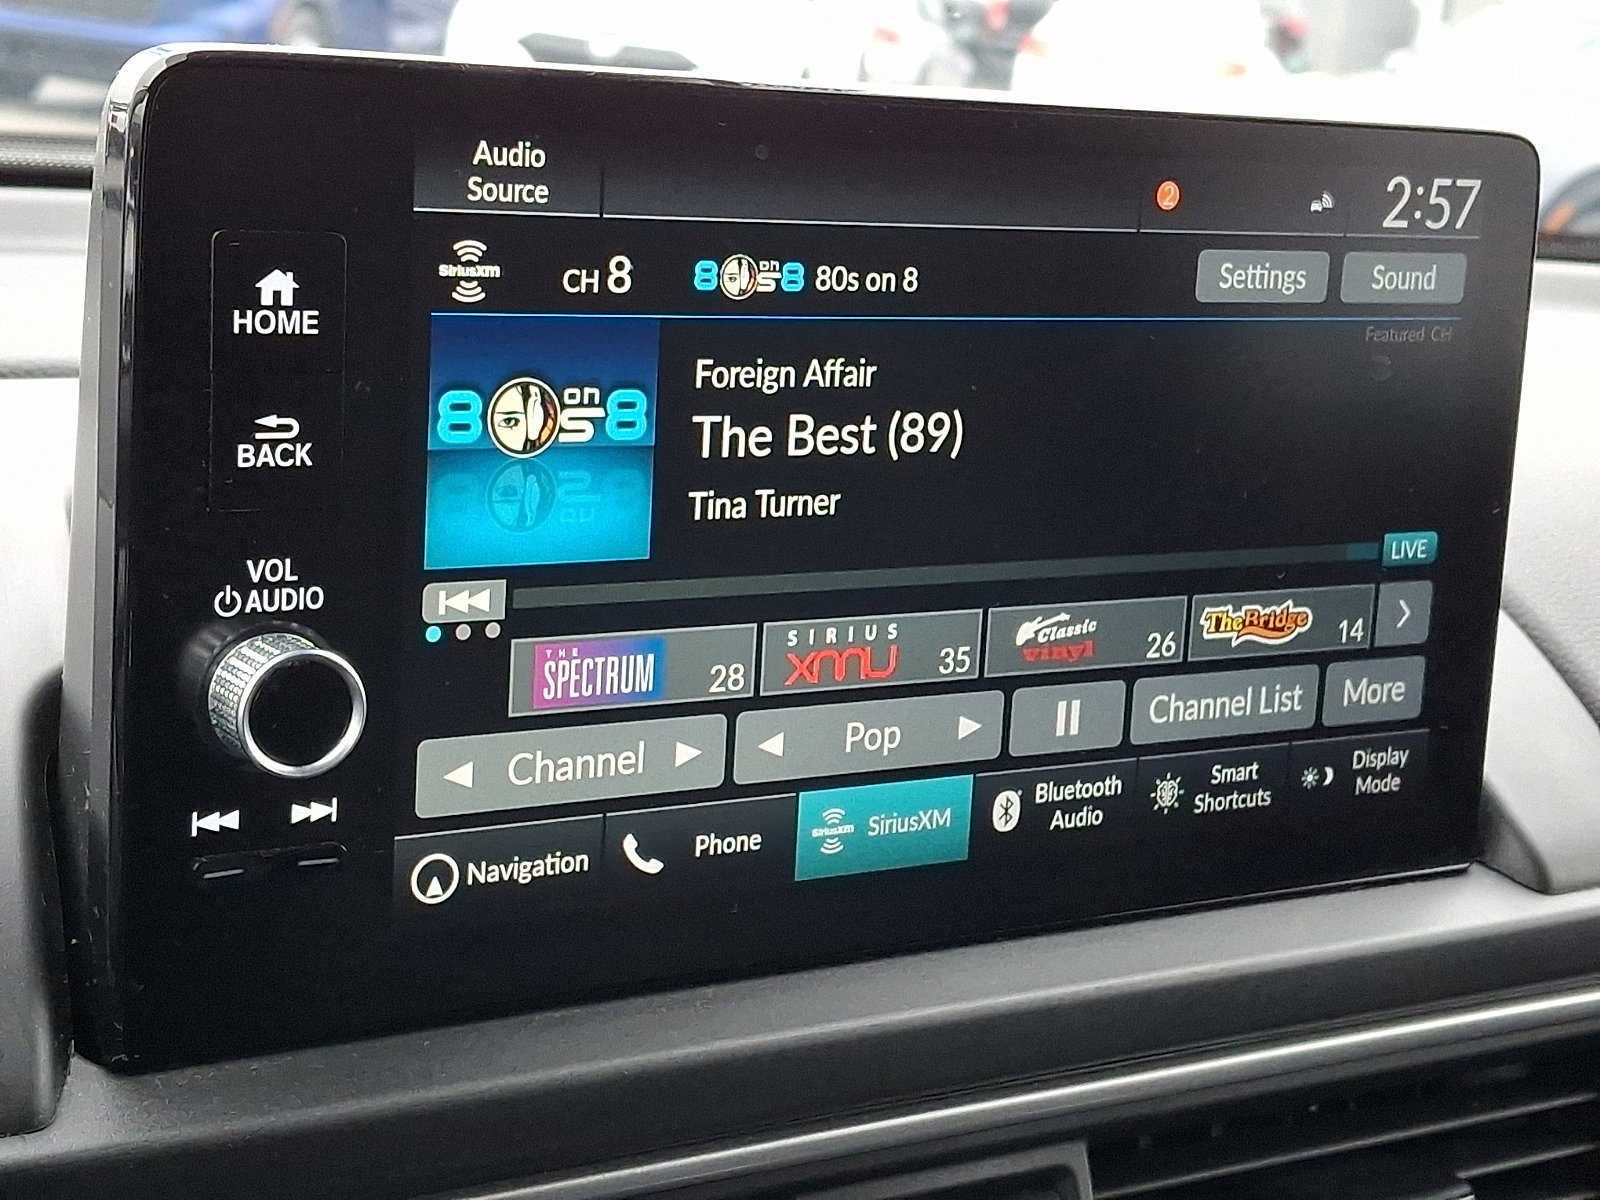 Audio
Source
2
2:57
HOME
BACK
VOL
AUDIO
SiriusXM
CH 8
80s on 8
80s on 8
Settings
Sound
Featured CH
80s on 8
Foreign Affair
The Best (89)
Tina Turner
LIVE
THE
SPECTRUM
28
SIRIUS
xmu
35
Classic
vinyl
26
The Bridge
14
Channel
Pop
Channel List
More
Navigation
Phone
SiriusXM
SiriusXM
Bluetooth
Audio
Smart
Shortcuts
Display
Mode